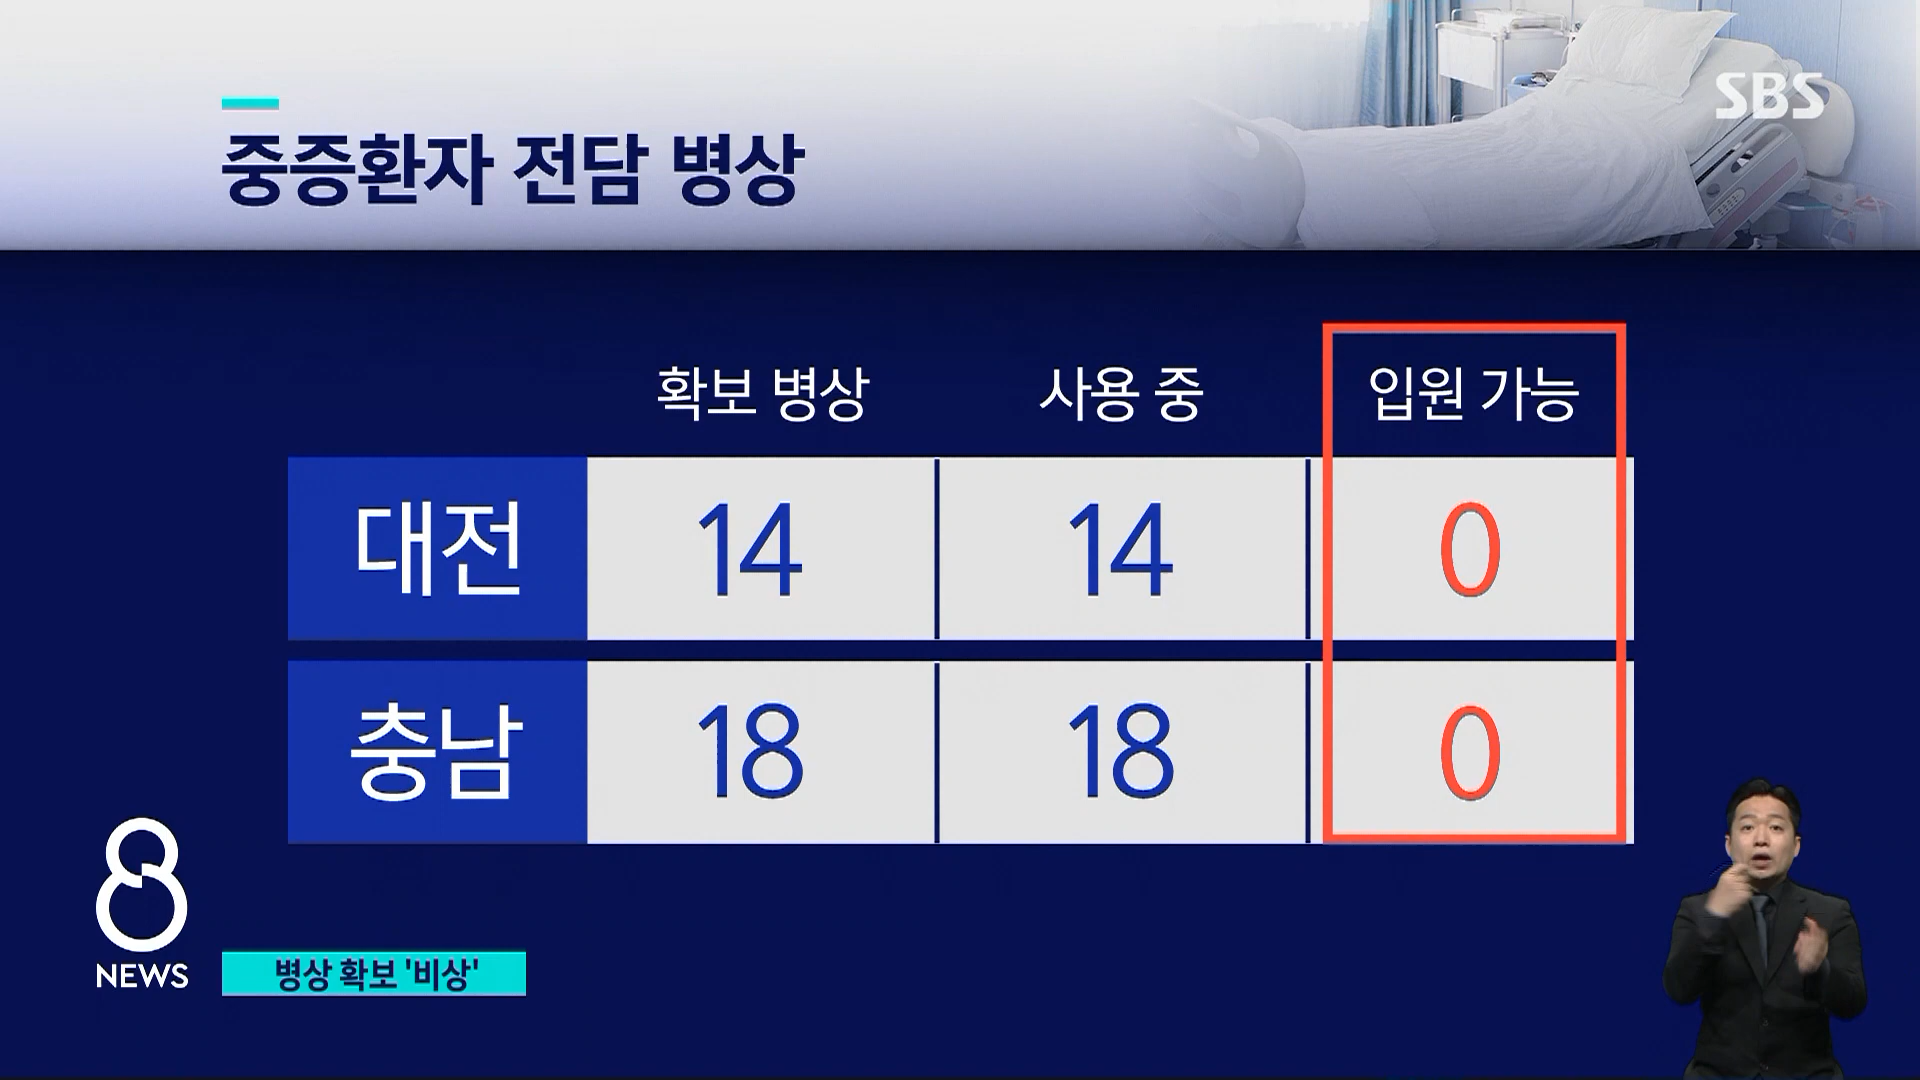 SBS
중증환자 전담 병상
확보 병상 사용 중 입원 가능
대전 14 14 0
충남 18 18 0
8
NEWS
병상 확보 '비상'